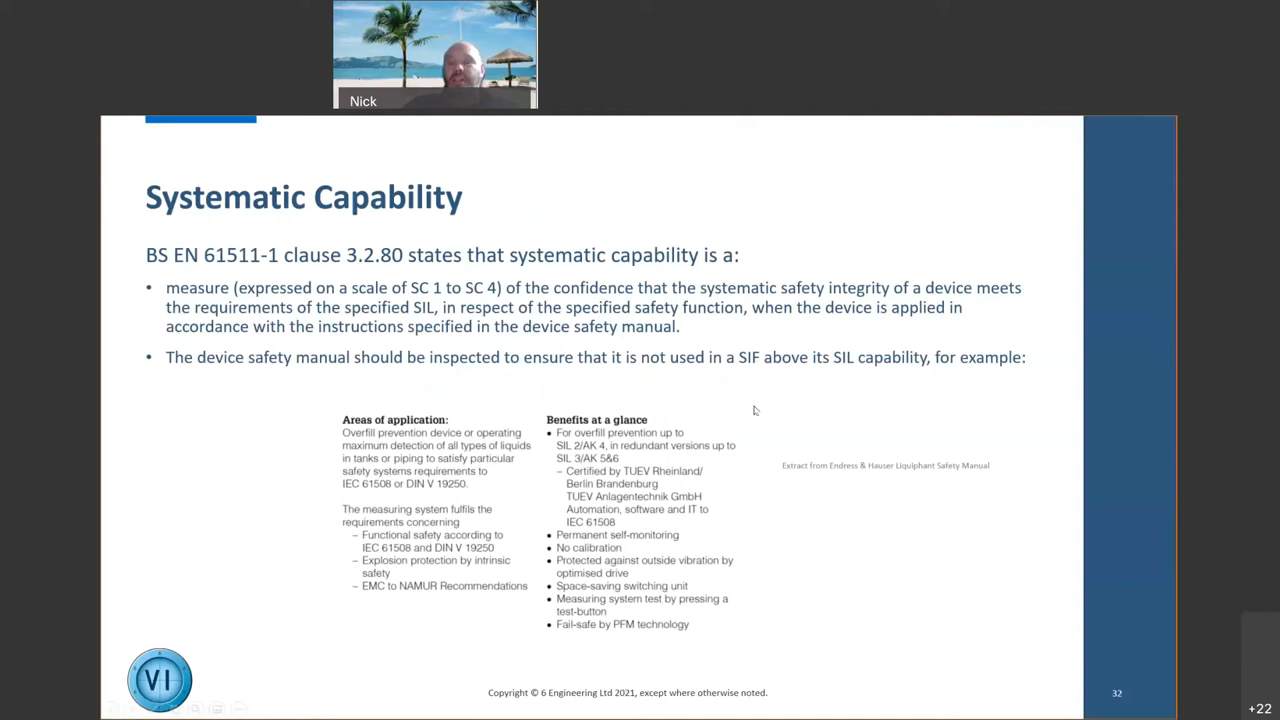 Nick
Systematic Capability
BS EN 61511-1 clause 3.2.80 states that systematic capability is a:
• measure (expressed on a scale of SC 1 to SC 4) of the confidence that the systematic safety integrity of a device meets
the requirements of the specified SIL, in respect of the specified safety function, when the device is applied in
accordance with the instructions specified in the device safety manual.
• The device safety manual should be inspected to ensure that it is not used in a SIF above its SIL capability, for example:
Areas of application:
Overfill prevention device or operating
maximum detection of all types of liquids
in tanks or piping to satisfy particular
safety systems requirements to
IEC 61508 or DIN V 19250.
The measuring system fulfils the
requirements concerning
– Functional safety according to
IEC 61508 and DIN V 19250
– Explosion protection by intrinsic
safety
– EMC to NAMUR Recommendations
Benefits at a glance
• For overfill prevention up to
SIL 2/AK 4, in redundant versions up to
SIL 3/AK 5&6
– Certified by TUEV Rheinland/
Berlin Brandenburg
TUEV Anlagentechnik GmbH
Automation, software and IT to
IEC 61508
• Permanent self-monitoring
• No calibration
• Protected against outside vibration by
optimised drive
• Space-saving switching unit
• Measuring system test by pressing a
test-button
• Fail-safe by PFM technology
Extract from Endress & Hauser Liquiphant Safety Manual
VI
Copyright © 6 Engineering Ltd 2021, except where otherwise noted.
32
+22